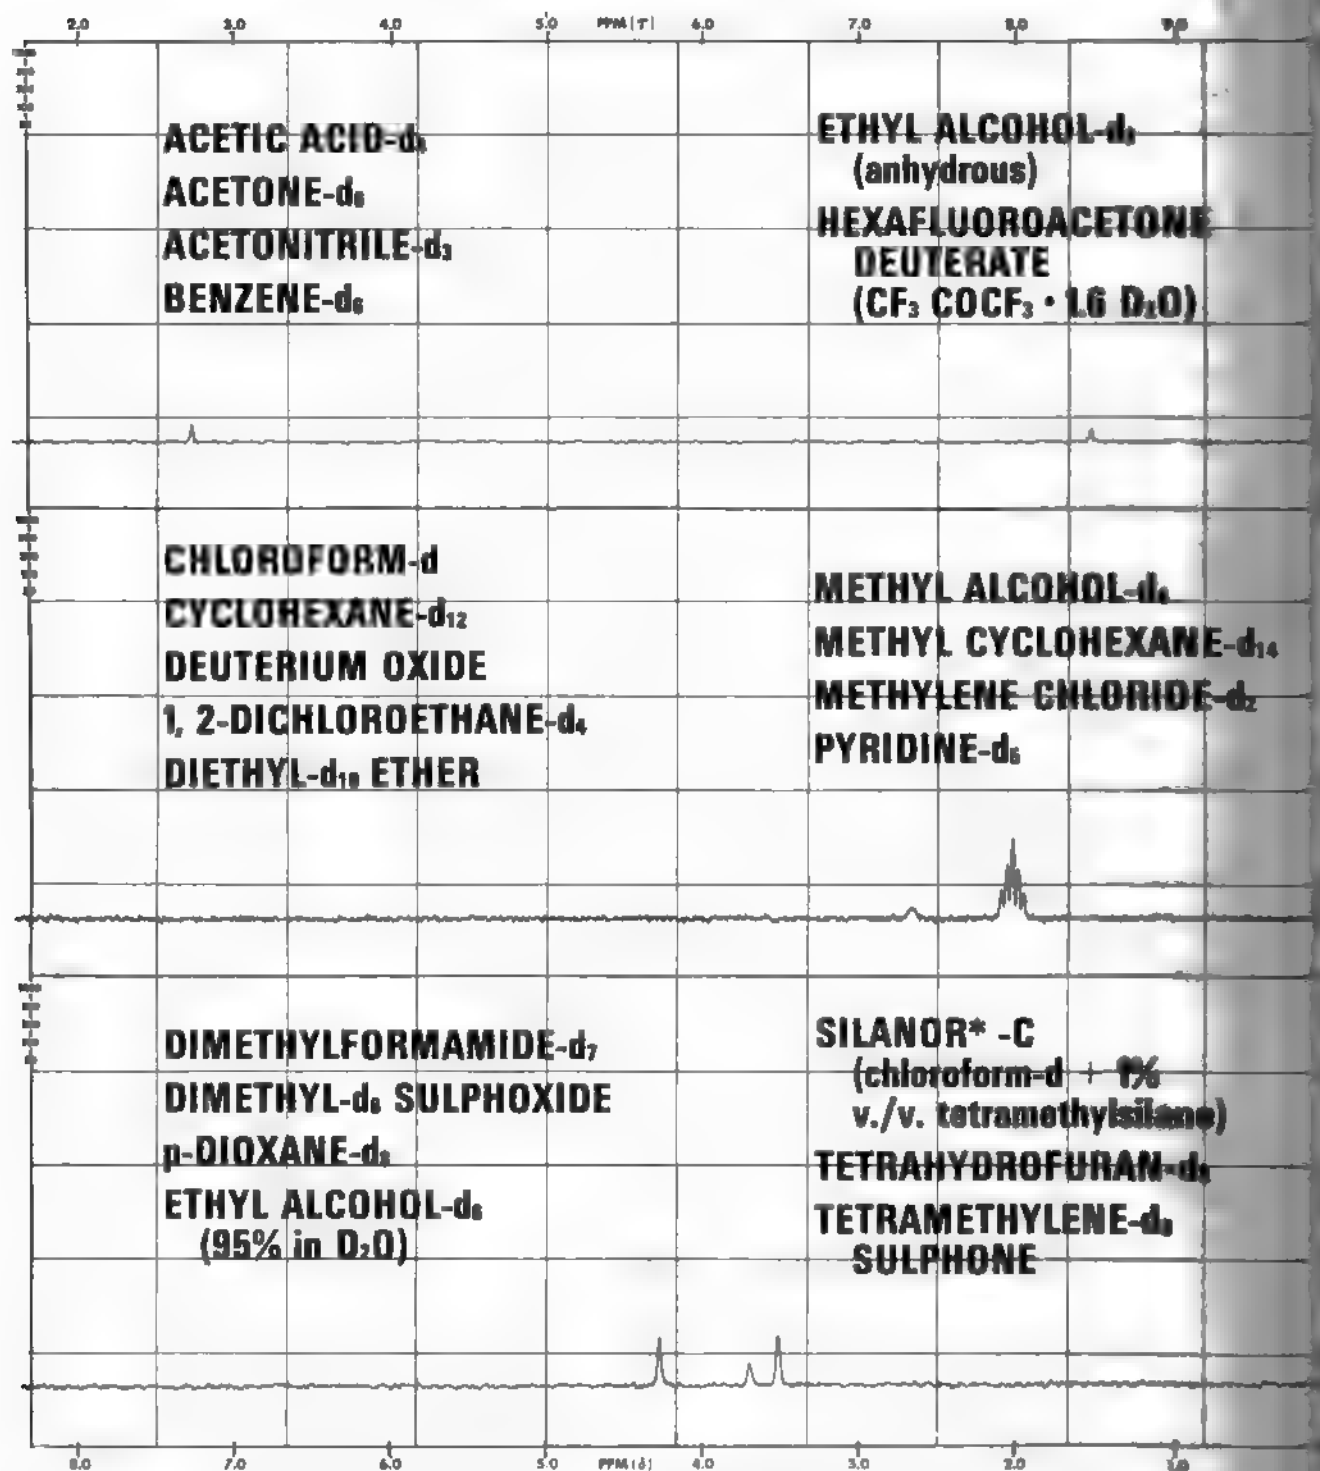 2.0 3.0 4.0 5.0 PPM (τ) 6.0 7.0 8.0 9.0
ACETIC ACID-d₄
ACETONE-d₆
ACETONITRILE-d₃
BENZENE-d₆
ETHYL ALCOHOL-d₆
(anhydrous)
HEXAFLUOROACETONE
DEUTERATE
(CF₃ COCF₃ • 1.6 D₂O)
CHLOROFORM-d
CYCLOHEXANE-d₁₂
DEUTERIUM OXIDE
1, 2-DICHLOROETHANE-d₄
DIETHYL-d₁₀ ETHER
METHYL ALCOHOL-d₄
METHYL CYCLOHEXANE-d₁₄
METHYLENE CHLORIDE-d₂
PYRIDINE-d₅
DIMETHYLFORMAMIDE-d₇
DIMETHYL-d₆ SULPHOXIDE
p-DIOXANE-d₈
ETHYL ALCOHOL-d₆
(95% in D₂O)
SILANOR* -C
(chloroform-d + 1%
v./v. tetramethylsilane)
TETRAHYDROFURAN-d₈
TETRAMETHYLENE-d₈
SULPHONE
8.0 7.0 6.0 5.0 PPM (δ) 4.0 3.0 2.0 1.0